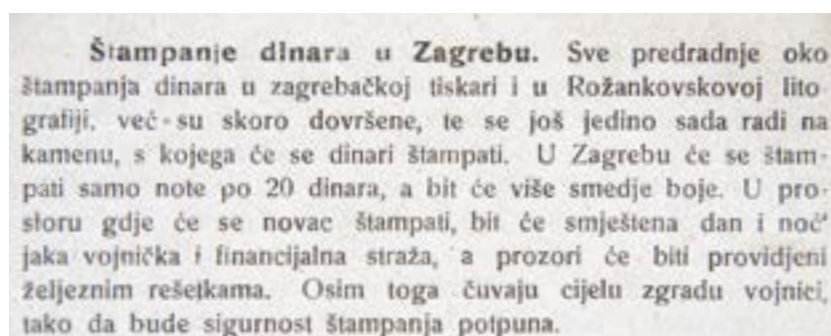 Štampanje dinara u Zagrebu. Sve predradnje oko
štampanja dinara u zagrebačkoj tiskari i u Rožankovskovoj lito
grafiji, već su skoro dovršene, te se još jedino sada radi na
kamenu, s kojega će se dinari štampati. U Zagrebu će se štam-
pati samo note po 20 dinara, a bit će više smedje boje. U pro-
storu gdje će se novac štampati, bit će smještena dan i noć
jaka vojnička i financijalna straža, a prozori će biti providjeni
željeznim rešetkama. Osim toga čuvaju cijelu zgradu vojnici,
tako da bude sigurnost štampanja potpuna.